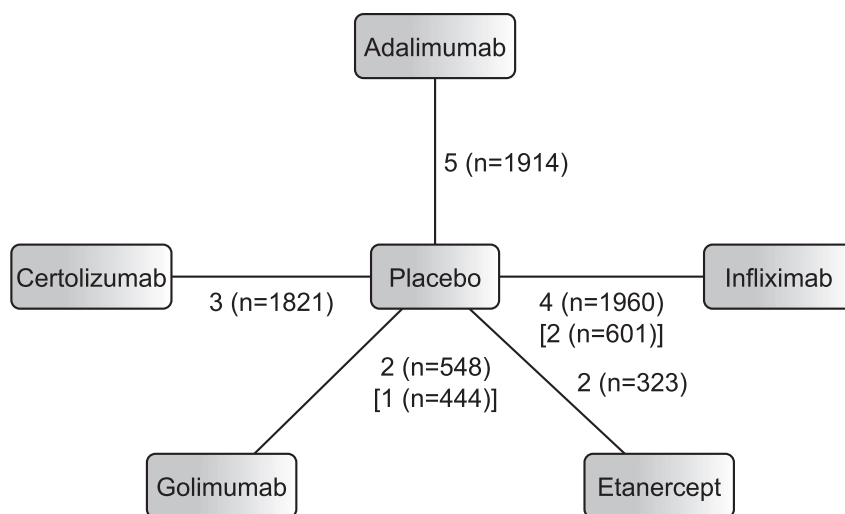 Adalimumab
5 (n=1914)
Certolizumab
Placebo
Infliximab
3 (n=1821)
4 (n=1960)
[2 (n=601)]
2 (n=548)
[1 (n=444)]
2 (n=323)
Golimumab
Etanercept